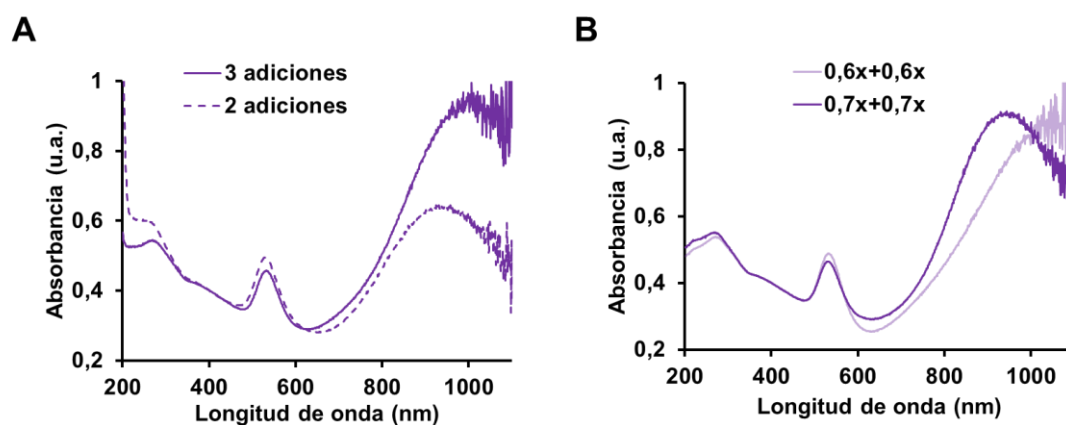 A
3 adiciones
2 adiciones
Absorbancia (u.a.)
1
0,8
0,6
0,4
0,2
200 400 600 800 1000
Longitud de onda (nm)
B
0,6x+0,6x
0,7x+0,7x
Absorbancia (u.a.)
1
0,8
0,6
0,4
0,2
200 400 600 800 1000
Longitud de onda (nm)